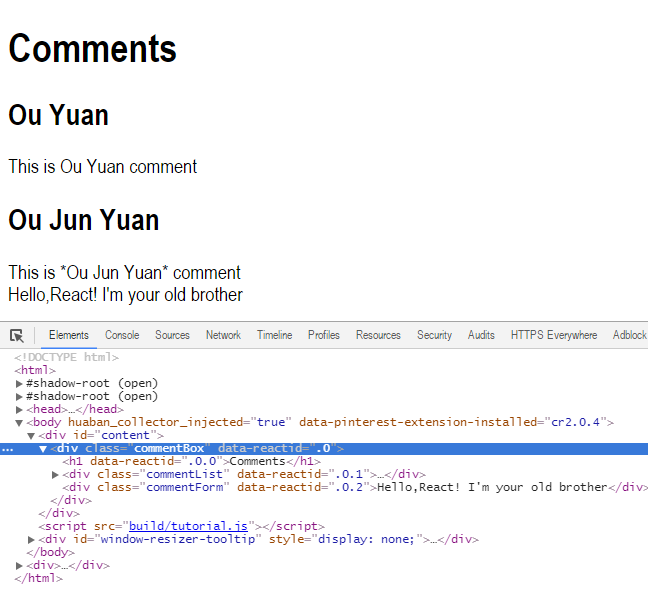 Comments
Ou Yuan
This is Ou Yuan comment
Ou Jun Yuan
This is *Ou Jun Yuan* comment
Hello,React! I'm your old brother
Elements Console Sources Network Timeline Profiles Resources Security Audits HTTPS Everywhere Adblock
<!DOCTYPE html>
<html>
▶#shadow-root (open)
▶#shadow-root (open)
▶<head>…</head>
▼<body huaban_collector_injected="true" data-pinterest-extension-installed="cr2.0.4">
▼<div id="content">
… ▼<div class="commentBox" data-reactid=".0">
<h1 data-reactid=".0.0">Comments</h1>
▶<div class="commentList" data-reactid=".0.1">…</div>
<div class="commentForm" data-reactid=".0.2">Hello,React! I'm your old brother</div>
</div>
</div>
<script src="build/tutorial.js"></script>
▶<div id="window-resizer-tooltip" style="display: none;">…</div>
</body>
▶<div>…</div>
</html>